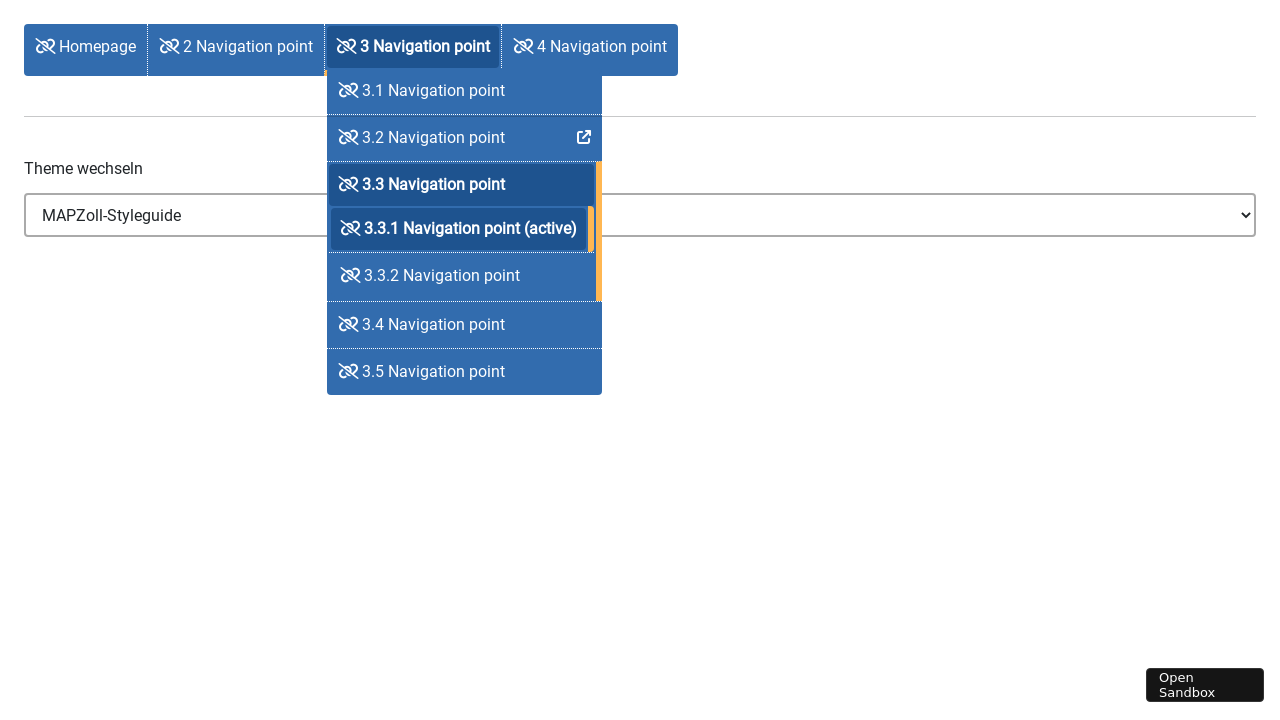 Homepage
2 Navigation point
3 Navigation point
4 Navigation point
3.1 Navigation point
3.2 Navigation point
Theme wechseln
3.3 Navigation point
MAPZoll-Styleguide
3.3.1 Navigation point (active)
3.3.2 Navigation point
3.4 Navigation point
3.5 Navigation point
Open
Sandbox